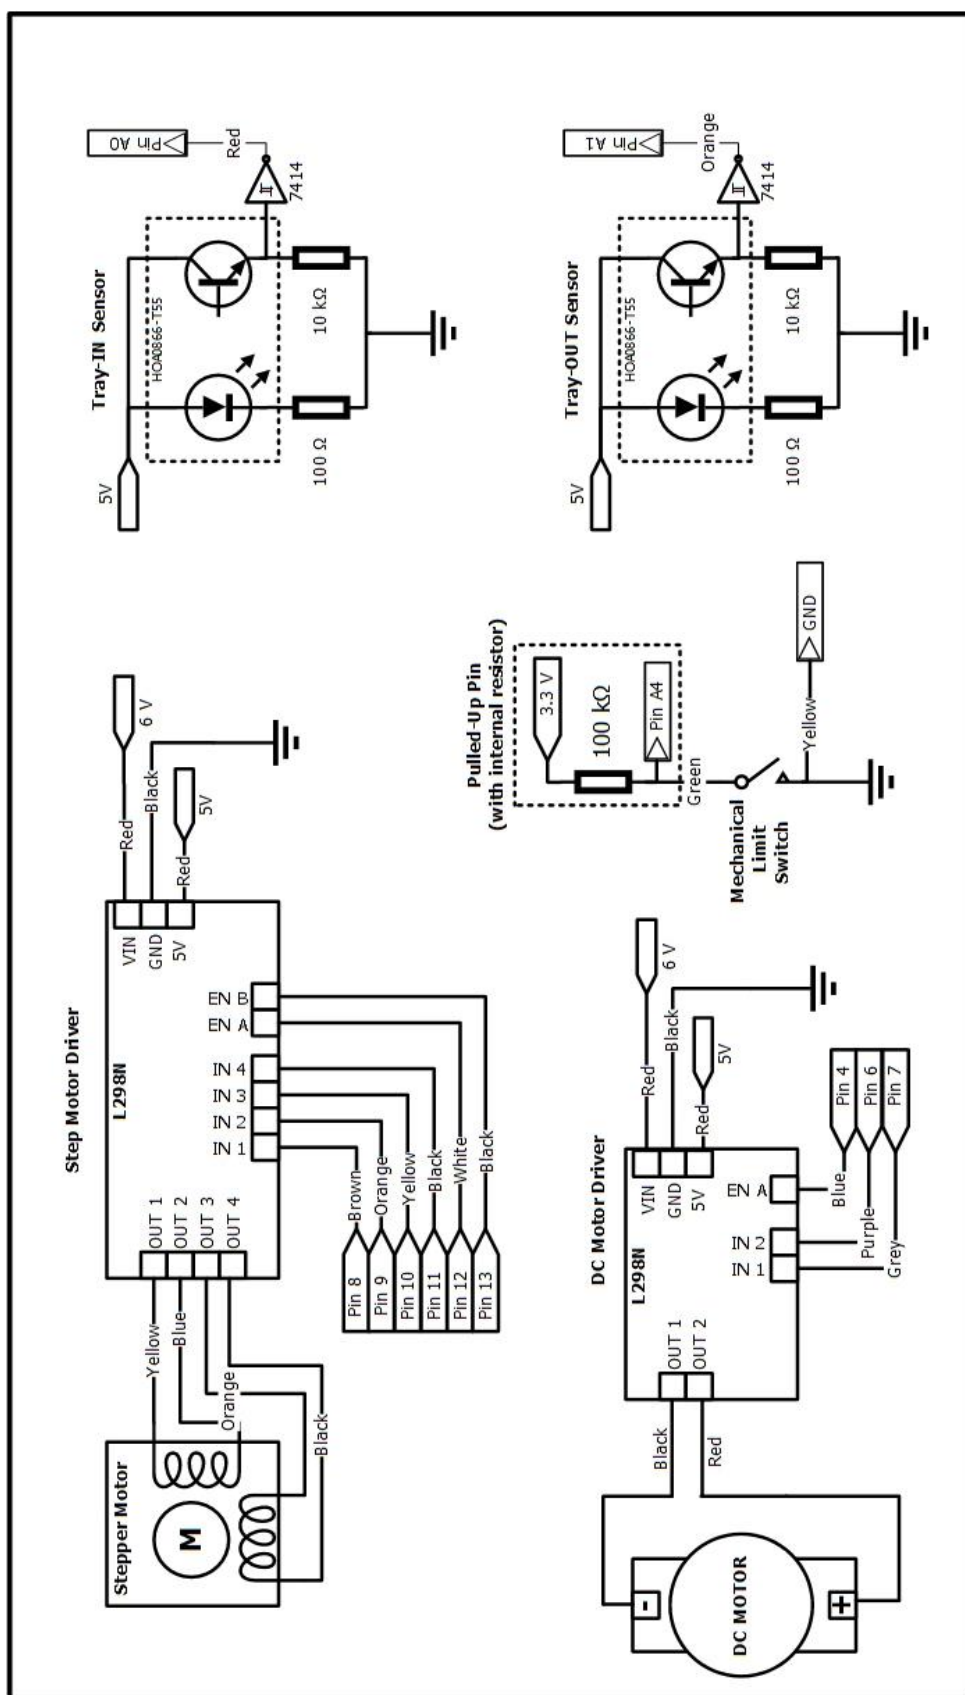 Step Motor Driver
L298N
Stepper Motor
M
Yellow
Blue
Orange
Black
OUT 1
OUT 2
OUT 3
OUT 4
IN 1
IN 2
IN 3
IN 4
EN A
EN B
VIN
GND
5V
Red
6 V
Black
Red
5V
Brown
Orange
Yellow
Black
White
Black
Pin 8
Pin 9
Pin 10
Pin 11
Pin 12
Pin 13
Tray-IN Sensor
5V
HOA0866-T55
100 Ω
10 kΩ
7414
Red
Pin A0
DC Motor Driver
L298N
DC MOTOR
-
+
Black
Red
OUT 1
OUT 2
IN 1
IN 2
EN A
VIN
GND
5V
Red
6 V
Black
Red
5V
Blue
Purple
Grey
Pin 4
Pin 6
Pin 7
Pulled-Up Pin
(with internal resistor)
3.3 V
100 kΩ
Pin A4
Green
Mechanical
Limit
Switch
Yellow
GND
Tray-OUT Sensor
5V
HOA0866-T55
100 Ω
10 kΩ
7414
Orange
Pin A1